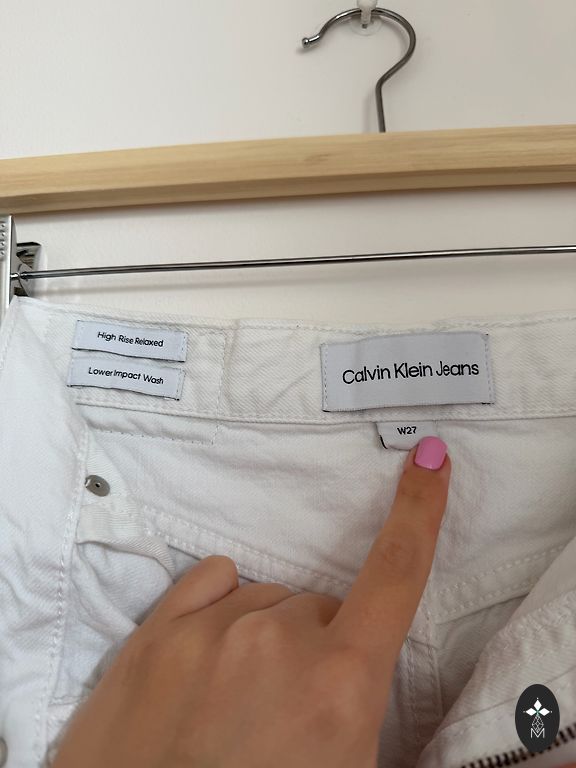 High Rise Relaxed
Lower Impact Wash
Calvin Klein Jeans
W27
M